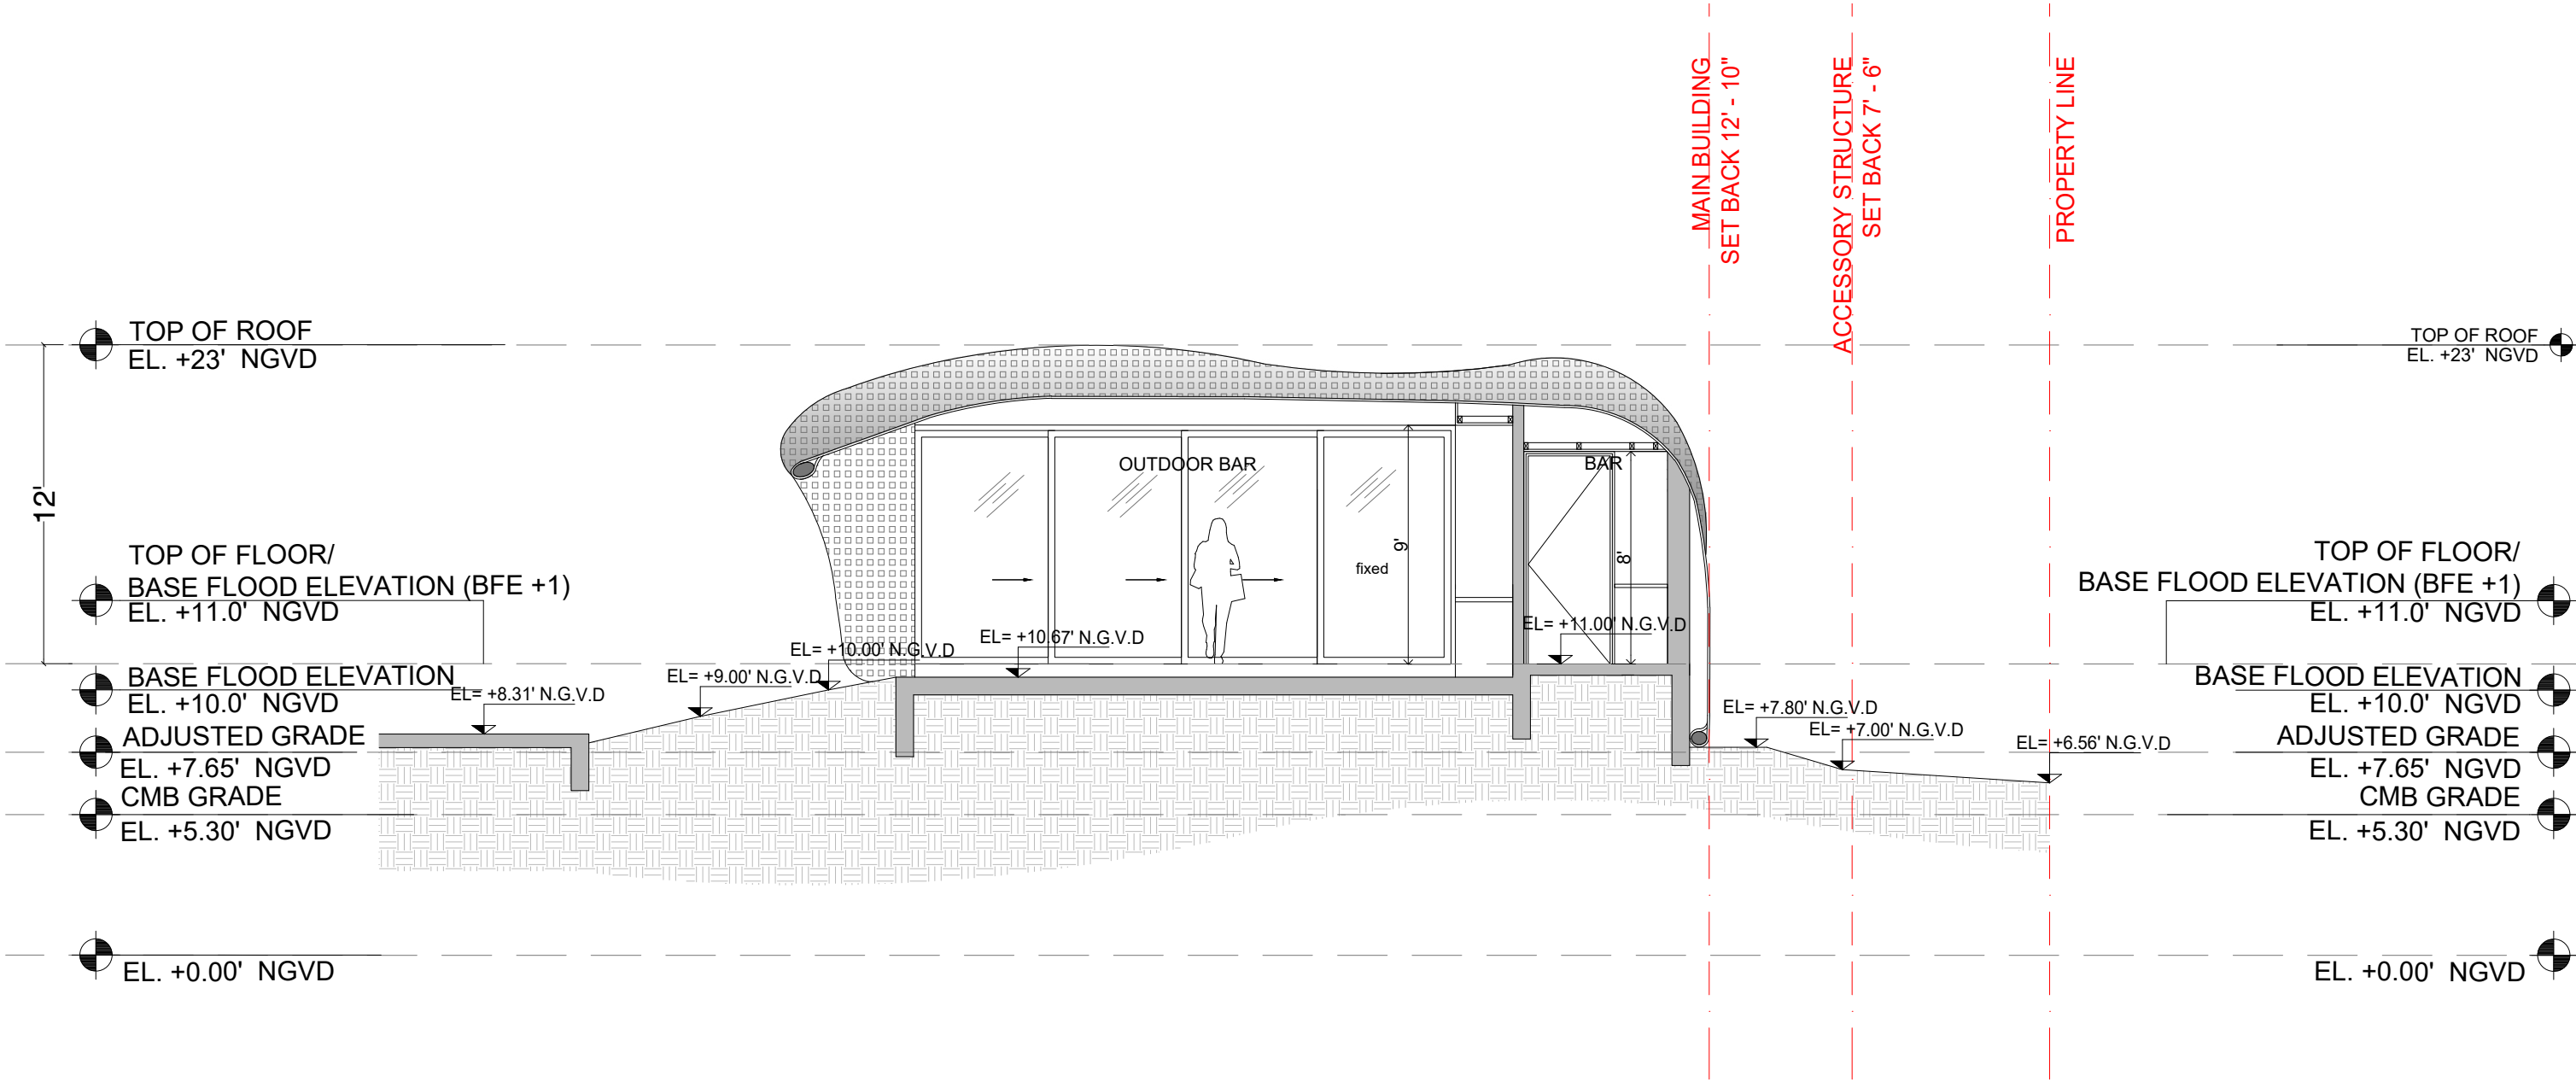 MAIN BUILDING
SET BACK 12' - 10"
ACCESSORY STRUCTURE
SET BACK 7' - 6"
PROPERTY LINE
TOP OF ROOF
EL. +23' NGVD
TOP OF ROOF
EL. +23' NGVD
12'
OUTDOOR BAR
BAR
9'
8'
fixed
TOP OF FLOOR/
BASE FLOOD ELEVATION (BFE +1)
EL. +11.0' NGVD
TOP OF FLOOR/
BASE FLOOD ELEVATION (BFE +1)
EL. +11.0' NGVD
EL= +11.00' N.G.V.D
EL= +10.67' N.G.V.D
EL= +10.00' N.G.V.D
EL= +9.00' N.G.V.D
EL= +8.31' N.G.V.D
BASE FLOOD ELEVATION
EL. +10.0' NGVD
BASE FLOOD ELEVATION
EL. +10.0' NGVD
EL= +7.80' N.G.V.D
EL= +7.00' N.G.V.D
EL= +6.56' N.G.V.D
ADJUSTED GRADE
EL. +7.65' NGVD
ADJUSTED GRADE
EL. +7.65' NGVD
CMB GRADE
EL. +5.30' NGVD
CMB GRADE
EL. +5.30' NGVD
EL. +0.00' NGVD
EL. +0.00' NGVD